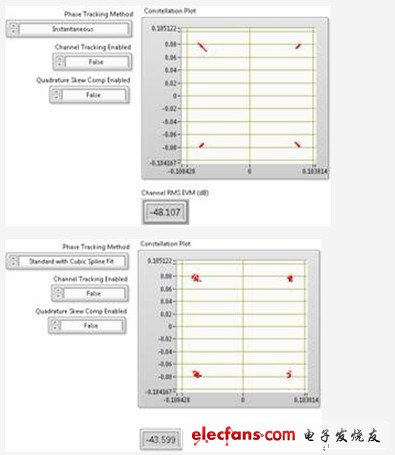 Phase Tracking Method
Constellation Plot
Instantaneous
Channel Tracking Enabled
False
Quadrature Skew Comp Enabled
False
0.105122
0.08
0.06
0.04
0.02
0
-0.02
-0.04
-0.06
-0.08
-0.104167
-0.108428
0
0.103814
Channel RMS EVM (dB)
-48.107
Phase Tracking Method
Constellation Plot
Standard with Cubic Spline Fit
Channel Tracking Enabled
False
Quadrature Skew Comp Enabled
False
0.105122
0.08
0.06
0.04
0.02
0
-0.02
-0.04
-0.06
-0.08
-0.104167
-0.108428
0
0.103814
-43.599
elecfans.com 电子发烧友